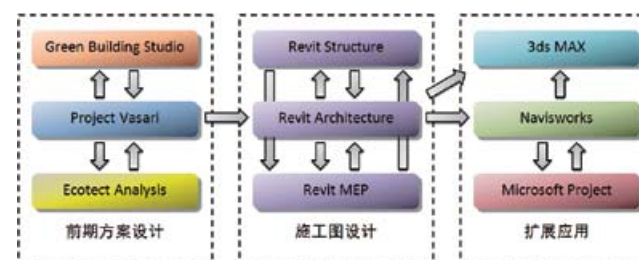 Green Building Studio
Project Vasari
Ecotect Analysis
前期方案设计
Revit Structure
Revit Architecture
Revit MEP
施工图设计
3ds MAX
Navisworks
Microsoft Project
扩展应用